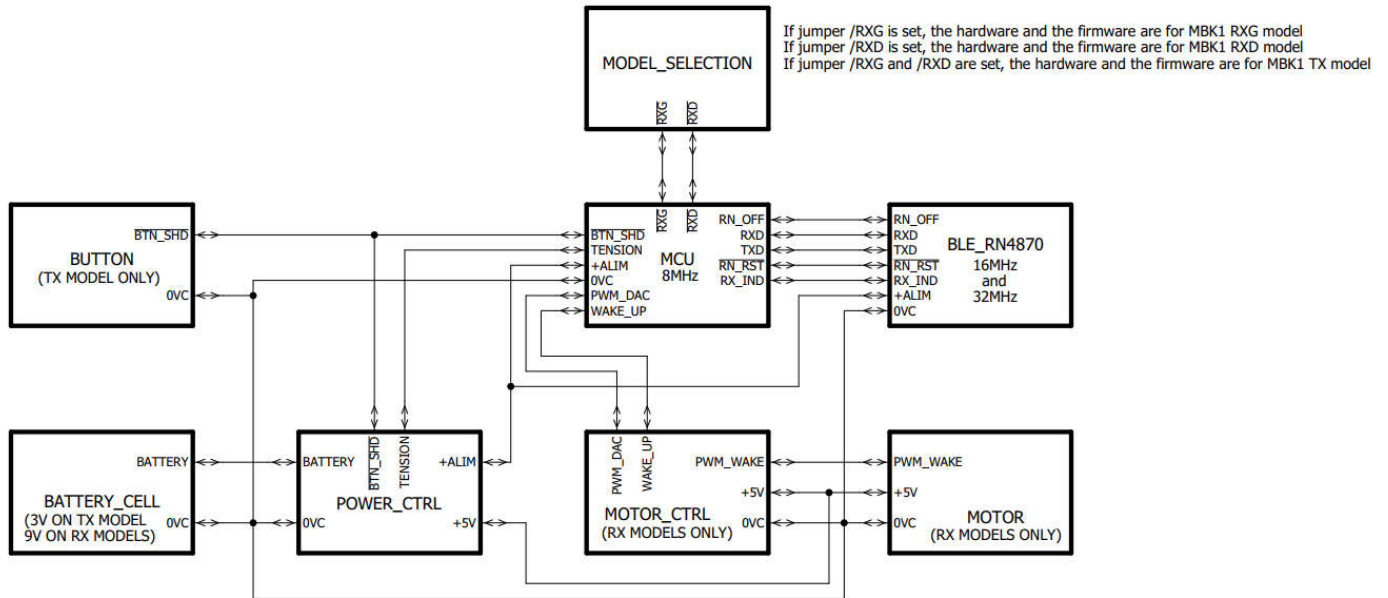 If jumper /RXG is set, the hardware and the firmware are for MBK1 RXG model
If jumper /RXD is set, the hardware and the firmware are for MBK1 RXD model
If jumper /RXG and /RXD are set, the hardware and the firmware are for MBK1 TX model
MODEL_SELECTION
RXG
RXD
BUTTON
(TX MODEL ONLY)
BTN_SHD
0VC
RXG
RXD
BTN_SHD
TENSION
+ALIM
0VC
PWM_DAC
WAKE_UP
MCU
8MHz
RN_OFF
RXD
TXD
RN_RST
RX_IND
RN_OFF
RXD
TXD
RN_RST
RX_IND
+ALIM
0VC
BLE_RN4870
16MHz
and
32MHz
BATTERY
BATTERY_CELL
(3V ON TX MODEL
9V ON RX MODELS)
0VC
BATTERY
BTN_SHD
TENSION
+ALIM
POWER_CTRL
0VC
+5V
PWM_DAC
WAKE_UP
PWM_WAKE
+5V
MOTOR_CTRL
0VC
(RX MODELS ONLY)
PWM_WAKE
+5V
0VC
MOTOR
(RX MODELS ONLY)